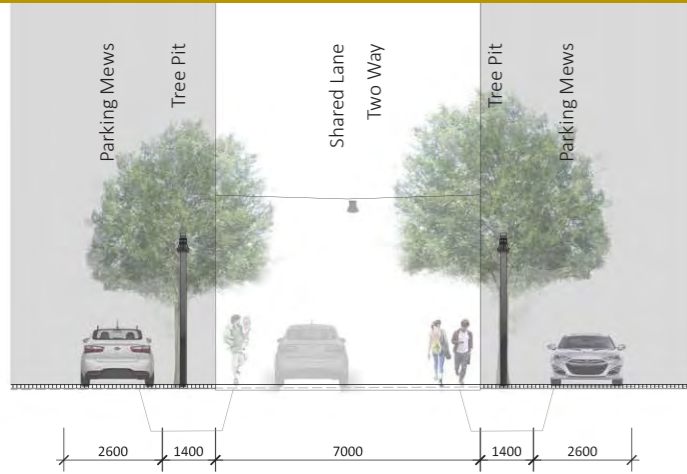 Parking Mews
Tree Pit
Shared Lane
Two Way
Tree Pit
Parking Mews
2600
1400
7000
1400
2600